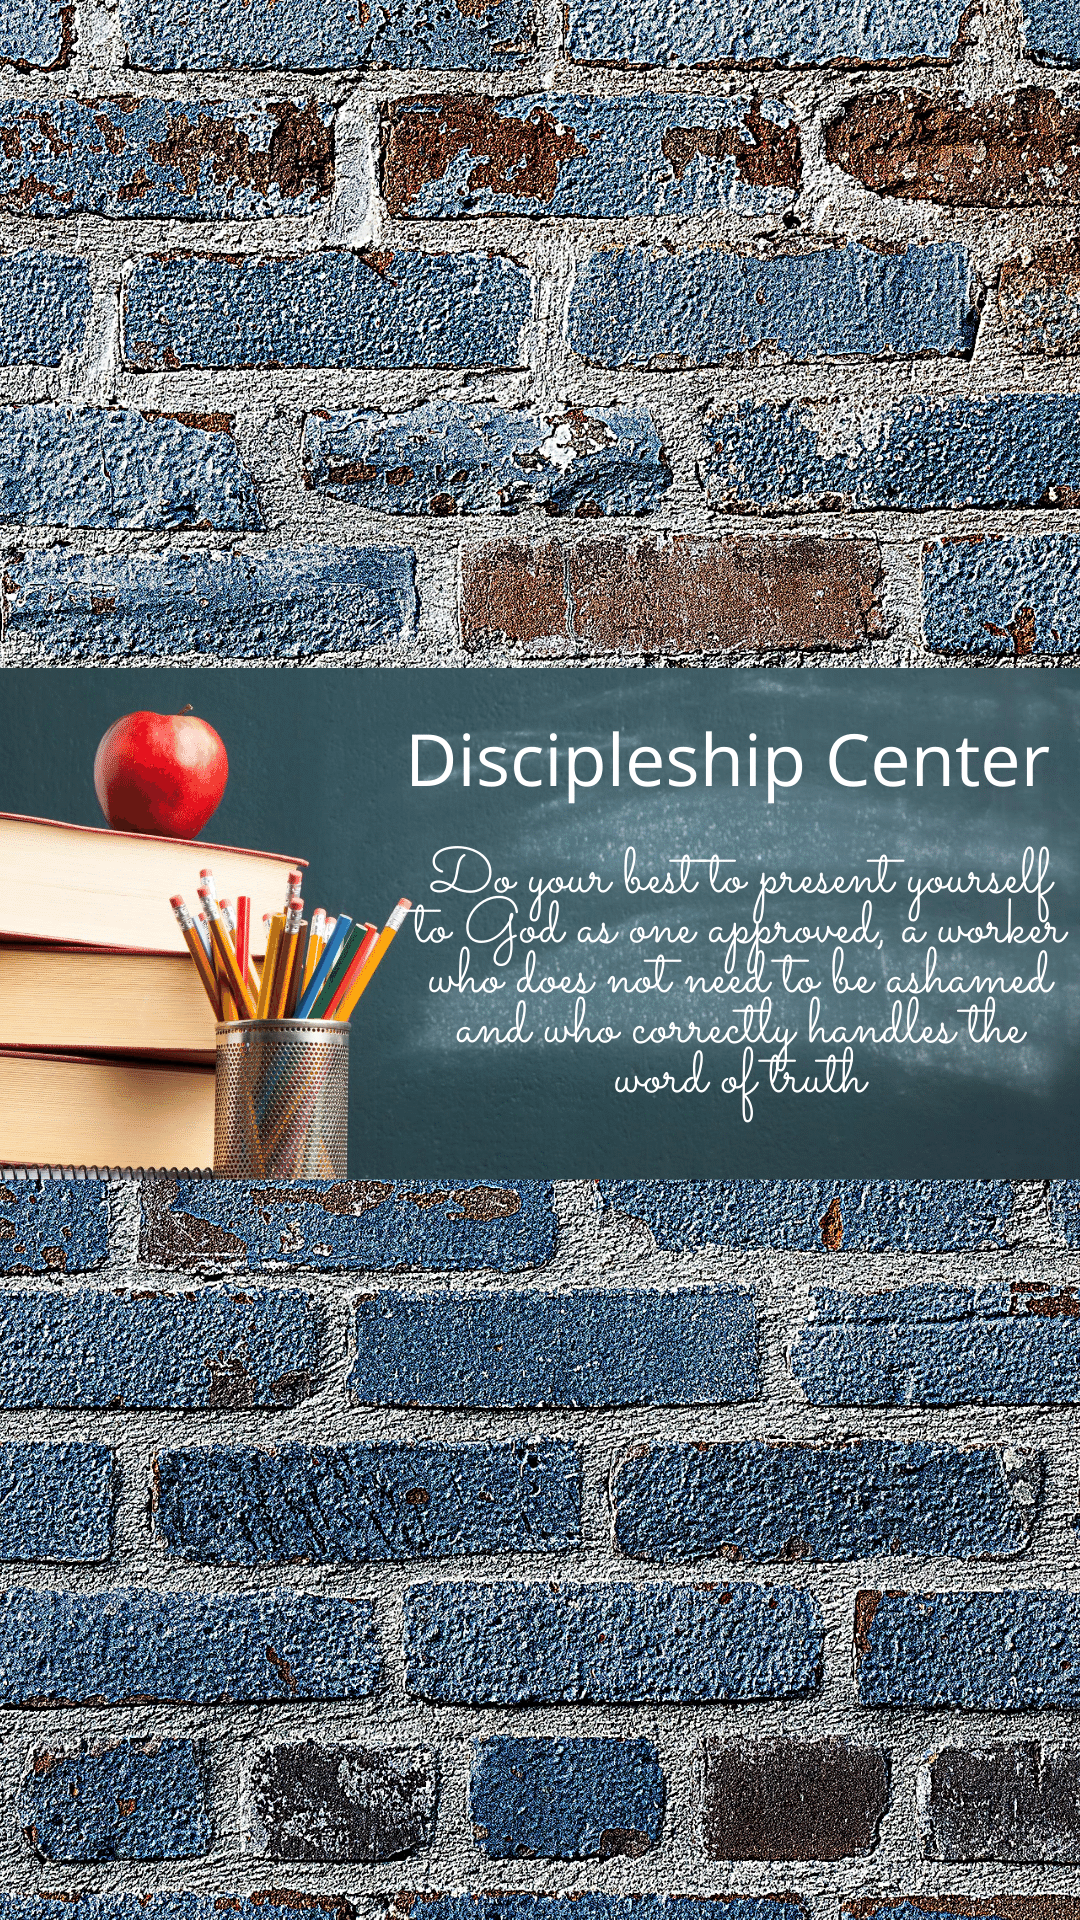 Discipleship Center
Do your best to present yourself
to God as one approved, a worker
who does not need to be ashamed
and who correctly handles the
word of truth